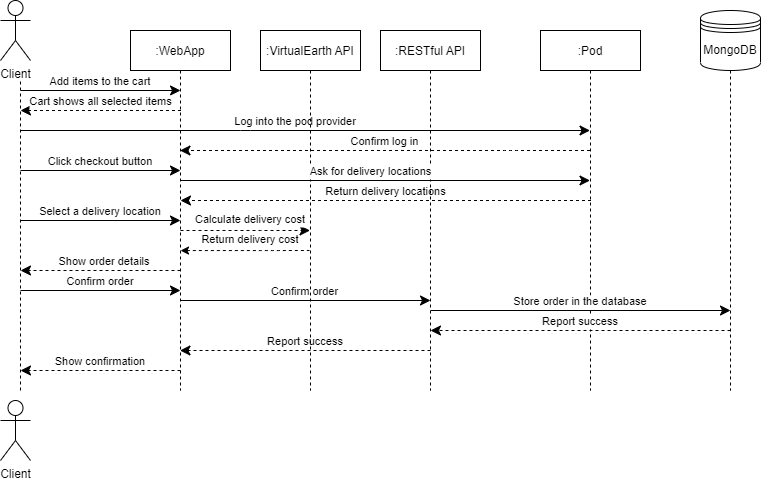 Client
:WebApp
:VirtualEarth API
:RESTful API
:Pod
MongoDB
Add items to the cart
Cart shows all selected items
Log into the pod provider
Confirm log in
Click checkout button
Ask for delivery locations
Return delivery locations
Select a delivery location
Calculate delivery cost
Return delivery cost
Show order details
Confirm order
Confirm order
Store order in the database
Report success
Report success
Show confirmation
Client